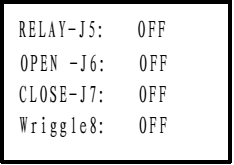 RELAY-J5: OFF
OPEN -J6: OFF
CLOSE-J7: OFF
Wriggle8: OFF